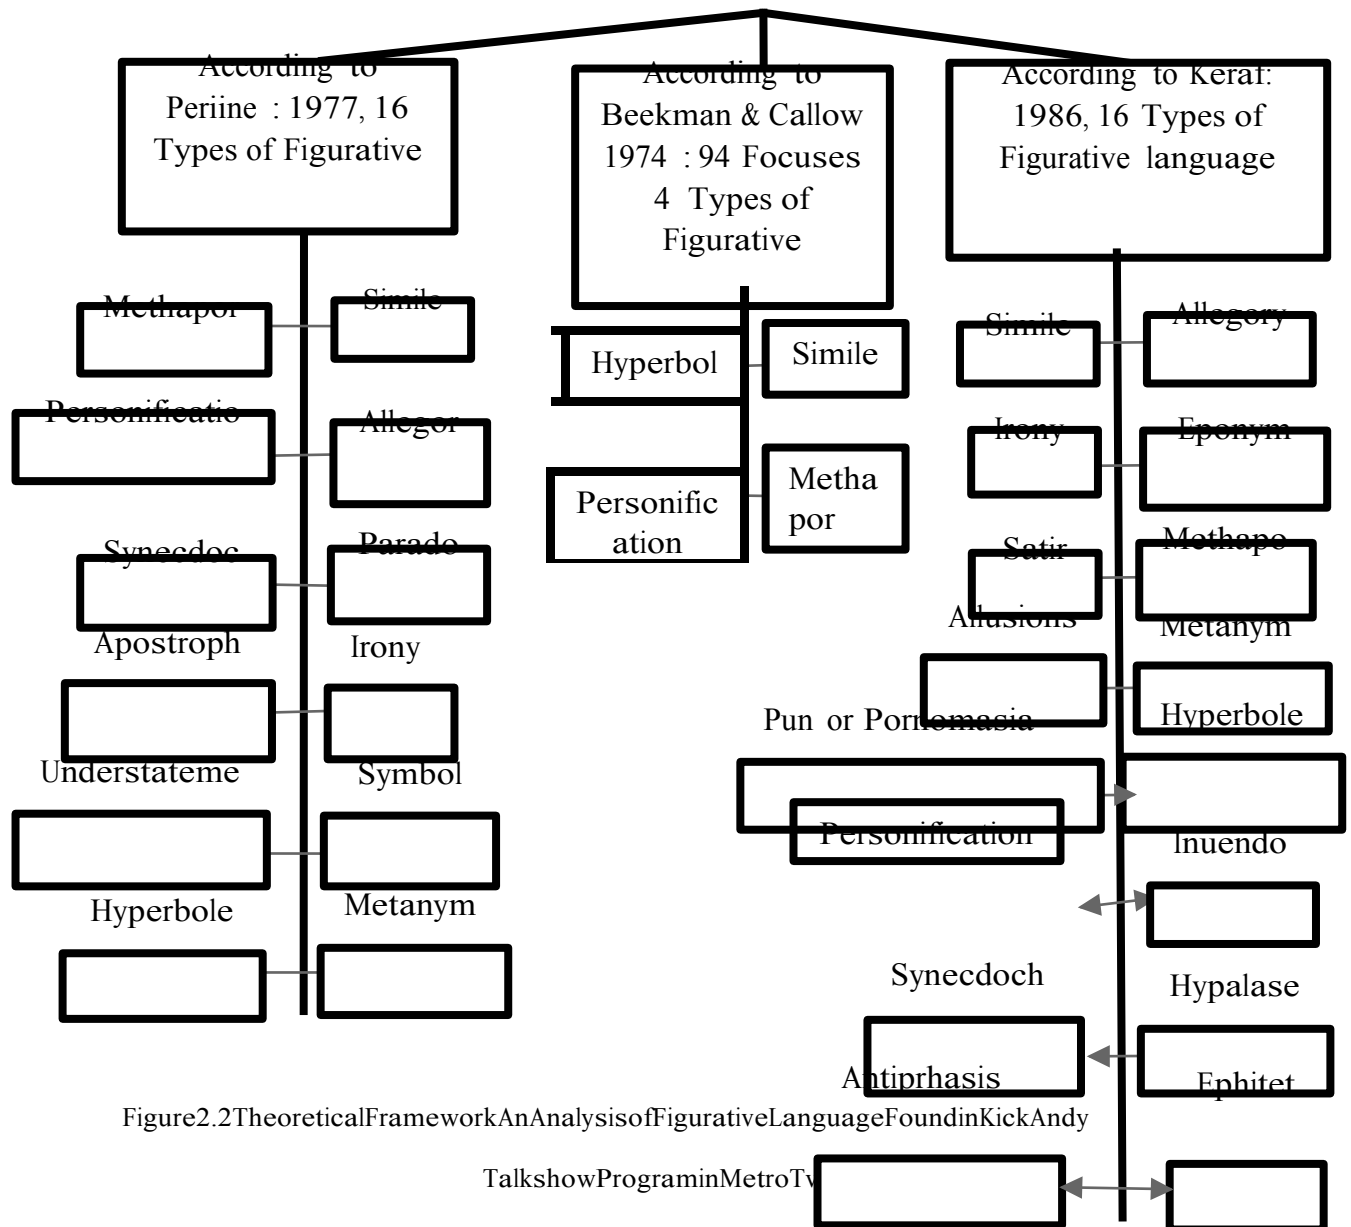 According to
Periine : 1977, 16
Types of Figurative
According to
Beekman & Callow
1974 : 94 Focuses
4 Types of
Figurative
According to Keraf:
1986, 16 Types of
Figurative language
Methapor
Simile
Personificatio
Allegor
Synecdoc
Parado
Apostroph
Irony
Understateme
Symbol
Hyperbole
Metanym
Hyperbol
Simile
Personific
ation
Metha
por
Simile
Allegory
Irony
Eponym
Satir
Methapo
Allusions
Metanym
Pun or Pornomasia
Hyperbole
Personification
Inuendo
Synecdoch
Hypalase
Antiprhasis
Ephitet
Figure2.2TheoreticalFrameworkAnAnalysisofFigurativeLanguageFoundinKickAndy
TalkshowPrograminMetroTv